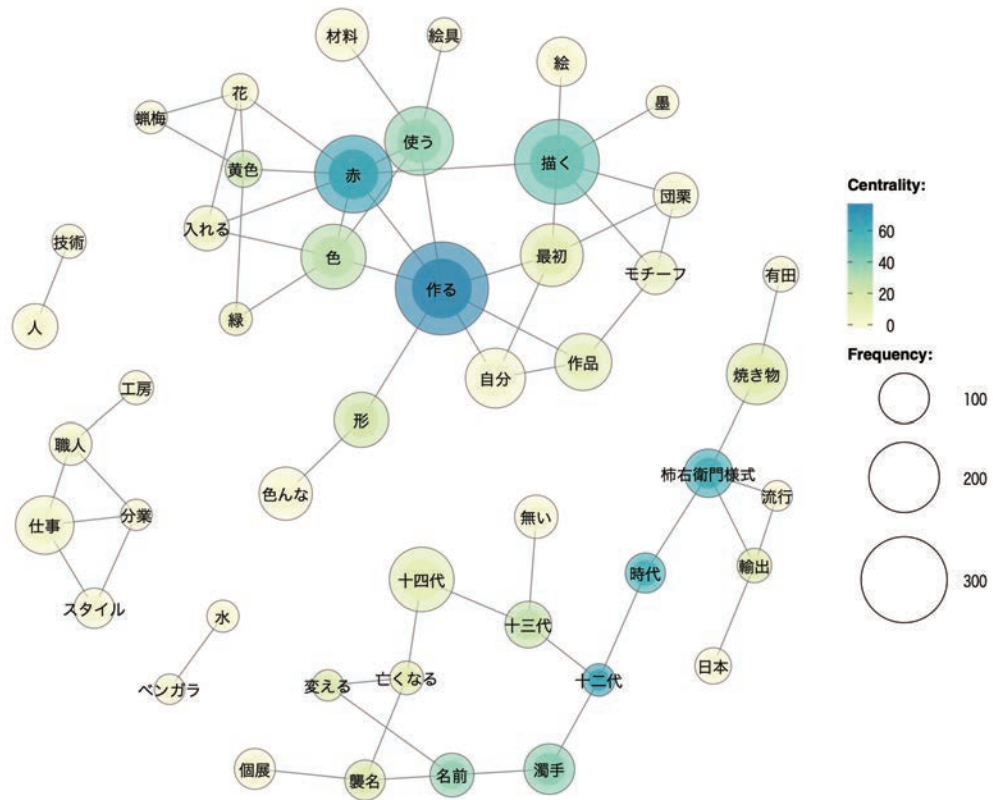 材料
絵具
絵
花
蝋梅
墨
使う
描く
黄色
赤
団栗
入れる
技術
色
最初
モチーフ
有田
作る
緑
人
作品
焼き物
自分
工房
形
職人
柿右衛門様式
色んな
流行
無い
分業
仕事
輸出
時代
十四代
スタイル
水
十三代
日本
亡くなる
十二代
変える
ベンガラ
個展
襲名
名前
濁手
Centrality:
60
40
20
0
Frequency:
100
200
300